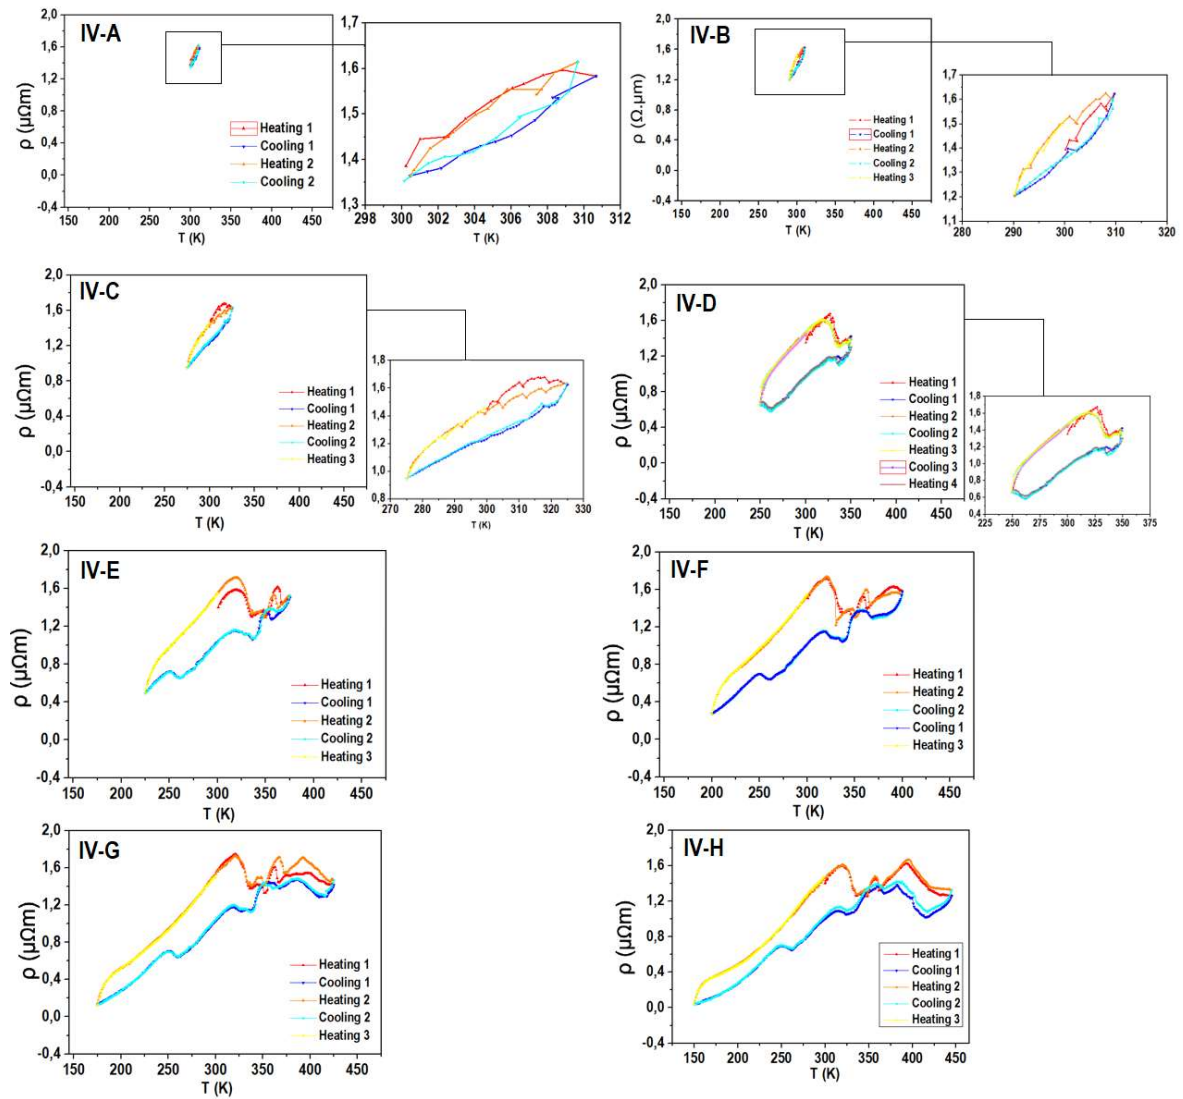 IV-A
ρ (μΩm)
2,0
1,6
1,2
0,8
0,4
0,0
-0,4
150 200 250 300 350 400 450
T (K)
Heating 1
Cooling 1
Heating 2
Cooling 2
1,7
1,6
1,5
1,4
1,3
298 300 302 304 306 308 310 312
T (K)
IV-B
ρ (Ω.μm)
2,0
1,6
1,2
0,8
0,4
0,0
-0,4
150 200 250 300 350 400 450
T (K)
Heating 1
Cooling 1
Heating 2
Cooling 2
Heating 3
1,7
1,6
1,5
1,4
1,3
1,2
1,1
280 290 300 310 320
T (K)
IV-C
ρ (μΩm)
2,0
1,6
1,2
0,8
0,4
0,0
-0,4
150 200 250 300 350 400 450
T (K)
Heating 1
Cooling 1
Heating 2
Cooling 2
Heating 3
1,8
1,6
1,4
1,2
1,0
0,8
270 280 290 300 310 320 330
T (K)
IV-D
ρ (μΩm)
2,0
1,6
1,2
0,8
0,4
0,0
-0,4
150 200 250 300 350 400 450
T (K)
Heating 1
Cooling 1
Heating 2
Cooling 2
Heating 3
Cooling 3
Heating 4
1,8
1,6
1,4
1,2
1,0
0,8
0,6
0,4
225 250 275 300 325 350 375
T (K)
IV-E
ρ (μΩm)
2,0
1,6
1,2
0,8
0,4
0,0
-0,4
150 200 250 300 350 400 450
T (K)
Heating 1
Cooling 1
Heating 2
Cooling 2
Heating 3
IV-F
ρ (μΩm)
2,0
1,6
1,2
0,8
0,4
0,0
-0,4
150 200 250 300 350 400 450
T (K)
Heating 1
Heating 2
Cooling 2
Cooling 1
Heating 3
IV-G
ρ (μΩm)
2,0
1,6
1,2
0,8
0,4
0,0
-0,4
150 200 250 300 350 400 450
T (K)
Heating 1
Cooling 1
Heating 2
Cooling 2
Heating 3
IV-H
ρ (μΩm)
2,0
1,6
1,2
0,8
0,4
0,0
-0,4
150 200 250 300 350 400 450
T (K)
Heating 1
Cooling 1
Heating 2
Cooling 2
Heating 3